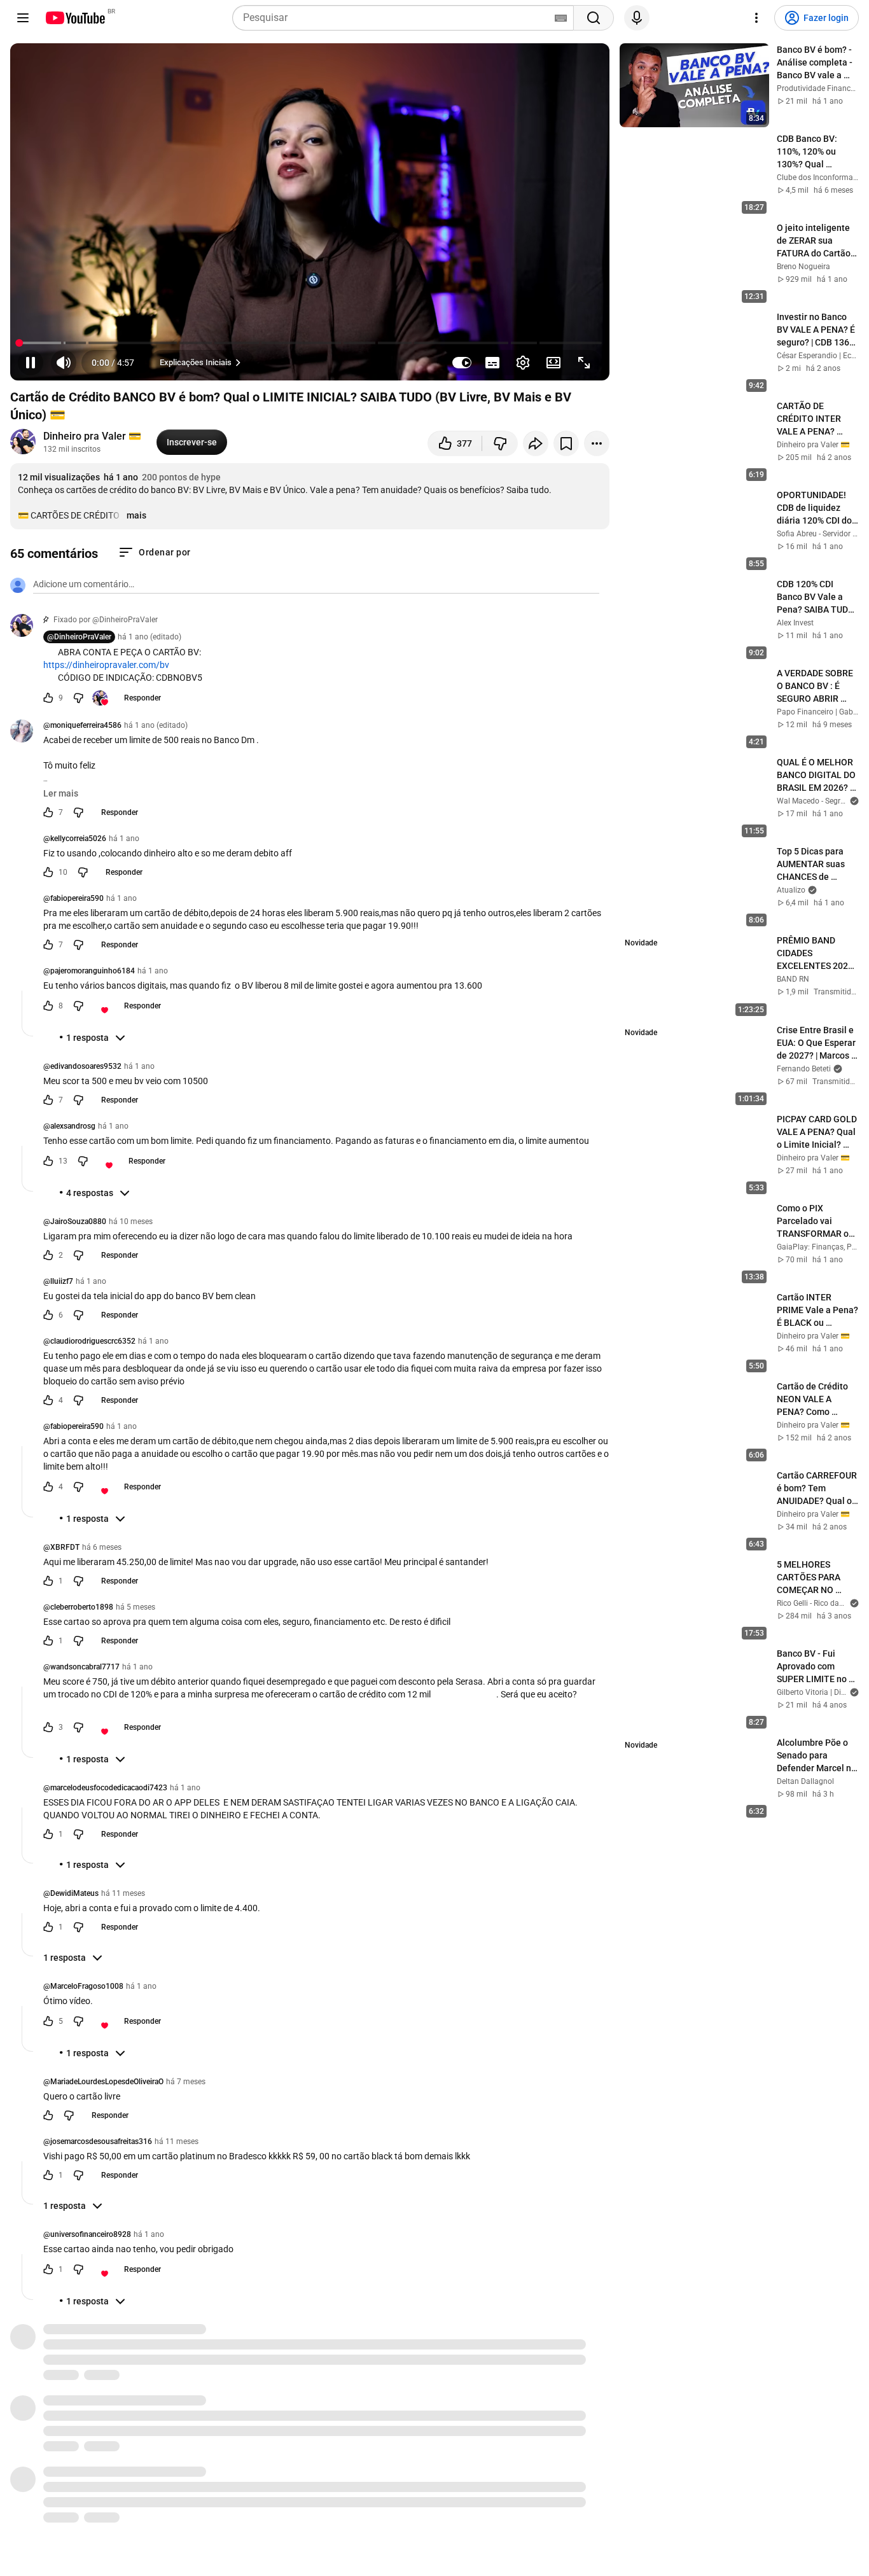 YouTube BR
Pesquisar
Fazer login
0:00 / 4:57
Explicações Iniciais
Cartão de Crédito BANCO BV é bom? Qual o LIMITE INICIAL? SAIBA TUDO (BV Livre, BV Mais e BV
Único) 💳
Dinheiro pra Valer 💳
132 mil inscritos
Inscrever-se
377
12 mil visualizações há 1 ano 200 pontos de hype
Conheça os cartões de crédito do banco BV: BV Livre, BV Mais e BV Único. Vale a pena? Tem anuidade? Quais os benefícios? Saiba tudo.
💳 CARTÕES DE CRÉDITO mais
65 comentários
Ordenar por
Adicione um comentário...
Fixado por @DinheiroPraValer
@DinheiroPraValer há 1 ano (editado)
ABRA CONTA E PEÇA O CARTÃO BV:
https://dinheiropravaler.com/bv
CÓDIGO DE INDICAÇÃO: CDBNOBV5
9 Responder
@moniqueferreira4586 há 1 ano (editado)
Acabei de receber um limite de 500 reais no Banco Dm .
Tô muito feliz
..
Ler mais
7 Responder
@kellycorreia5026 há 1 ano
Fiz to usando ,colocando dinheiro alto e so me deram debito aff
10 Responder
@fabiopereira590 há 1 ano
Pra me eles liberaram um cartão de débito,depois de 24 horas eles liberam 5.900 reais,mas não quero pq já tenho outros,eles liberam 2 cartões
pra me escolher,o cartão sem anuidade e o segundo caso eu escolhesse teria que pagar 19.90!!!
7 Responder
@pajeromoranguinho6184 há 1 ano
Eu tenho vários bancos digitais, mas quando fiz o BV liberou 8 mil de limite gostei e agora aumentou pra 13.600
8 Responder
• 1 resposta
@edivandosoares9532 há 1 ano
Meu scor ta 500 e meu bv veio com 10500
7 Responder
@alexsandrosg há 1 ano
Tenho esse cartão com um bom limite. Pedi quando fiz um financiamento. Pagando as faturas e o financiamento em dia, o limite aumentou
13 Responder
• 4 respostas
@JairoSouza0880 há 10 meses
Ligaram pra mim oferecendo eu ia dizer não logo de cara mas quando falou do limite liberado de 10.100 reais eu mudei de ideia na hora
2 Responder
@lluiizf7 há 1 ano
Eu gostei da tela inicial do app do banco BV bem clean
6 Responder
@claudiorodriguescrc6352 há 1 ano
Eu tenho pago ele em dias e com o tempo do nada eles bloquearam o cartão dizendo que tava fazendo manutenção de segurança e me deram
quase um mês para desbloquear da onde já se viu isso eu querendo o cartão usar ele todo dia fiquei com muita raiva da empresa por fazer isso
bloqueio do cartão sem aviso prévio
4 Responder
@fabiopereira590 há 1 ano
Abri a conta e eles me deram um cartão de débito,que nem chegou ainda,mas 2 dias depois liberaram um limite de 5.900 reais,pra eu escolher ou
o cartão que não paga a anuidade ou escolho o cartão que pagar 19.90 por mês.mas não vou pedir nem um dos dois,já tenho outros cartões e o
limite bem alto!!!
4 Responder
• 1 resposta
@XBRFDT há 6 meses
Aqui me liberaram 45.250,00 de limite! Mas nao vou dar upgrade, não uso esse cartão! Meu principal é santander!
1 Responder
@cleberroberto1898 há 5 meses
Esse cartao so aprova pra quem tem alguma coisa com eles, seguro, financiamento etc. De resto é dificil
1 Responder
@wandsoncabral7717 há 1 ano
Meu score é 750, já tive um débito anterior quando fiquei desempregado e que paguei com desconto pela Serasa. Abri a conta só pra guardar
um trocado no CDI de 120% e para a minha surpresa me ofereceram o cartão de crédito com 12 mil . Será que eu aceito?
3 Responder
• 1 resposta
@marcelodeusfocodedicacaodi7423 há 1 ano
ESSES DIA FICOU FORA DO AR O APP DELES E NEM DERAM SASTIFAÇAO TENTEI LIGAR VARIAS VEZES NO BANCO E A LIGAÇÃO CAIA.
QUANDO VOLTOU AO NORMAL TIREI O DINHEIRO E FECHEI A CONTA.
1 Responder
• 1 resposta
@DewidiMateus há 11 meses
Hoje, abri a conta e fui a provado com o limite de 4.400.
1 Responder
1 resposta
@MarceloFragoso1008 há 1 ano
Ótimo vídeo.
5 Responder
• 1 resposta
@MariadeLourdesLopesdeOliveiraO há 7 meses
Quero o cartão livre
Responder
@josemarcosdesousafreitas316 há 11 meses
Vishi pago R$ 50,00 em um cartão platinum no Bradesco kkkkk R$ 59, 00 no cartão black tá bom demais lkkk
1 Responder
1 resposta
@universofinanceiro8928 há 1 ano
Esse cartao ainda nao tenho, vou pedir obrigado
1 Responder
• 1 resposta
BANCO BV
VALE A PENA?
ANÁLISE
COMPLETA
8:34
Banco BV é bom? -
Análise completa -
Banco BV vale a ...
Produtividade Financ...
21 mil há 1 ano
18:27
CDB Banco BV:
110%, 120% ou
130%? Qual ...
Clube dos Inconforma...
4,5 mil há 6 meses
12:31
O jeito inteligente
de ZERAR sua
FATURA do Cartão...
Breno Nogueira
929 mil há 1 ano
9:42
Investir no Banco
BV VALE A PENA? É
seguro? | CDB 136...
César Esperandio | Ec...
2 mi há 2 anos
6:19
CARTÃO DE
CRÉDITO INTER
VALE A PENA? ...
Dinheiro pra Valer 💳
205 mil há 2 anos
8:55
OPORTUNIDADE!
CDB de liquidez
diária 120% CDI do...
Sofia Abreu - Servidor ...
16 mil há 1 ano
9:02
CDB 120% CDI
Banco BV Vale a
Pena? SAIBA TUD...
Alex Invest
11 mil há 1 ano
4:21
A VERDADE SOBRE
O BANCO BV : É
SEGURO ABRIR ...
Papo Financeiro | Gab...
12 mil há 9 meses
11:55
QUAL É O MELHOR
BANCO DIGITAL DO
BRASIL EM 2026? ...
Wal Macedo - Segr...
17 mil há 1 ano
8:06
Top 5 Dicas para
AUMENTAR suas
CHANCES de ...
Atualizo
6,4 mil há 1 ano
Novidade
1:23:25
PRÊMIO BAND
CIDADES
EXCELENTES 202...
BAND RN
1,9 mil Transmitid...
Novidade
1:01:34
Crise Entre Brasil e
EUA: O Que Esperar
de 2027? | Marcos ...
Fernando Beteti
67 mil Transmitid...
5:33
PICPAY CARD GOLD
VALE A PENA? Qual
o Limite Inicial? ...
Dinheiro pra Valer 💳
27 mil há 1 ano
13:38
Como o PIX
Parcelado vai
TRANSFORMAR o...
GaiaPlay: Finanças, P...
70 mil há 1 ano
5:50
Cartão INTER
PRIME Vale a Pena?
É BLACK ou ...
Dinheiro pra Valer 💳
46 mil há 1 ano
6:06
Cartão de Crédito
NEON VALE A
PENA? Como ...
Dinheiro pra Valer 💳
152 mil há 2 anos
6:43
Cartão CARREFOUR
é bom? Tem
ANUIDADE? Qual o...
Dinheiro pra Valer 💳
34 mil há 2 anos
17:53
5 MELHORES
CARTÕES PARA
COMEÇAR NO ...
Rico Gelli - Rico da...
284 mil há 3 anos
8:27
Banco BV - Fui
Aprovado com
SUPER LIMITE no ...
Gilberto Vitoria | Di...
21 mil há 4 anos
Novidade
6:32
Alcolumbre Põe o
Senado para
Defender Marcel n...
Deltan Dallagnol
98 mil há 3 h